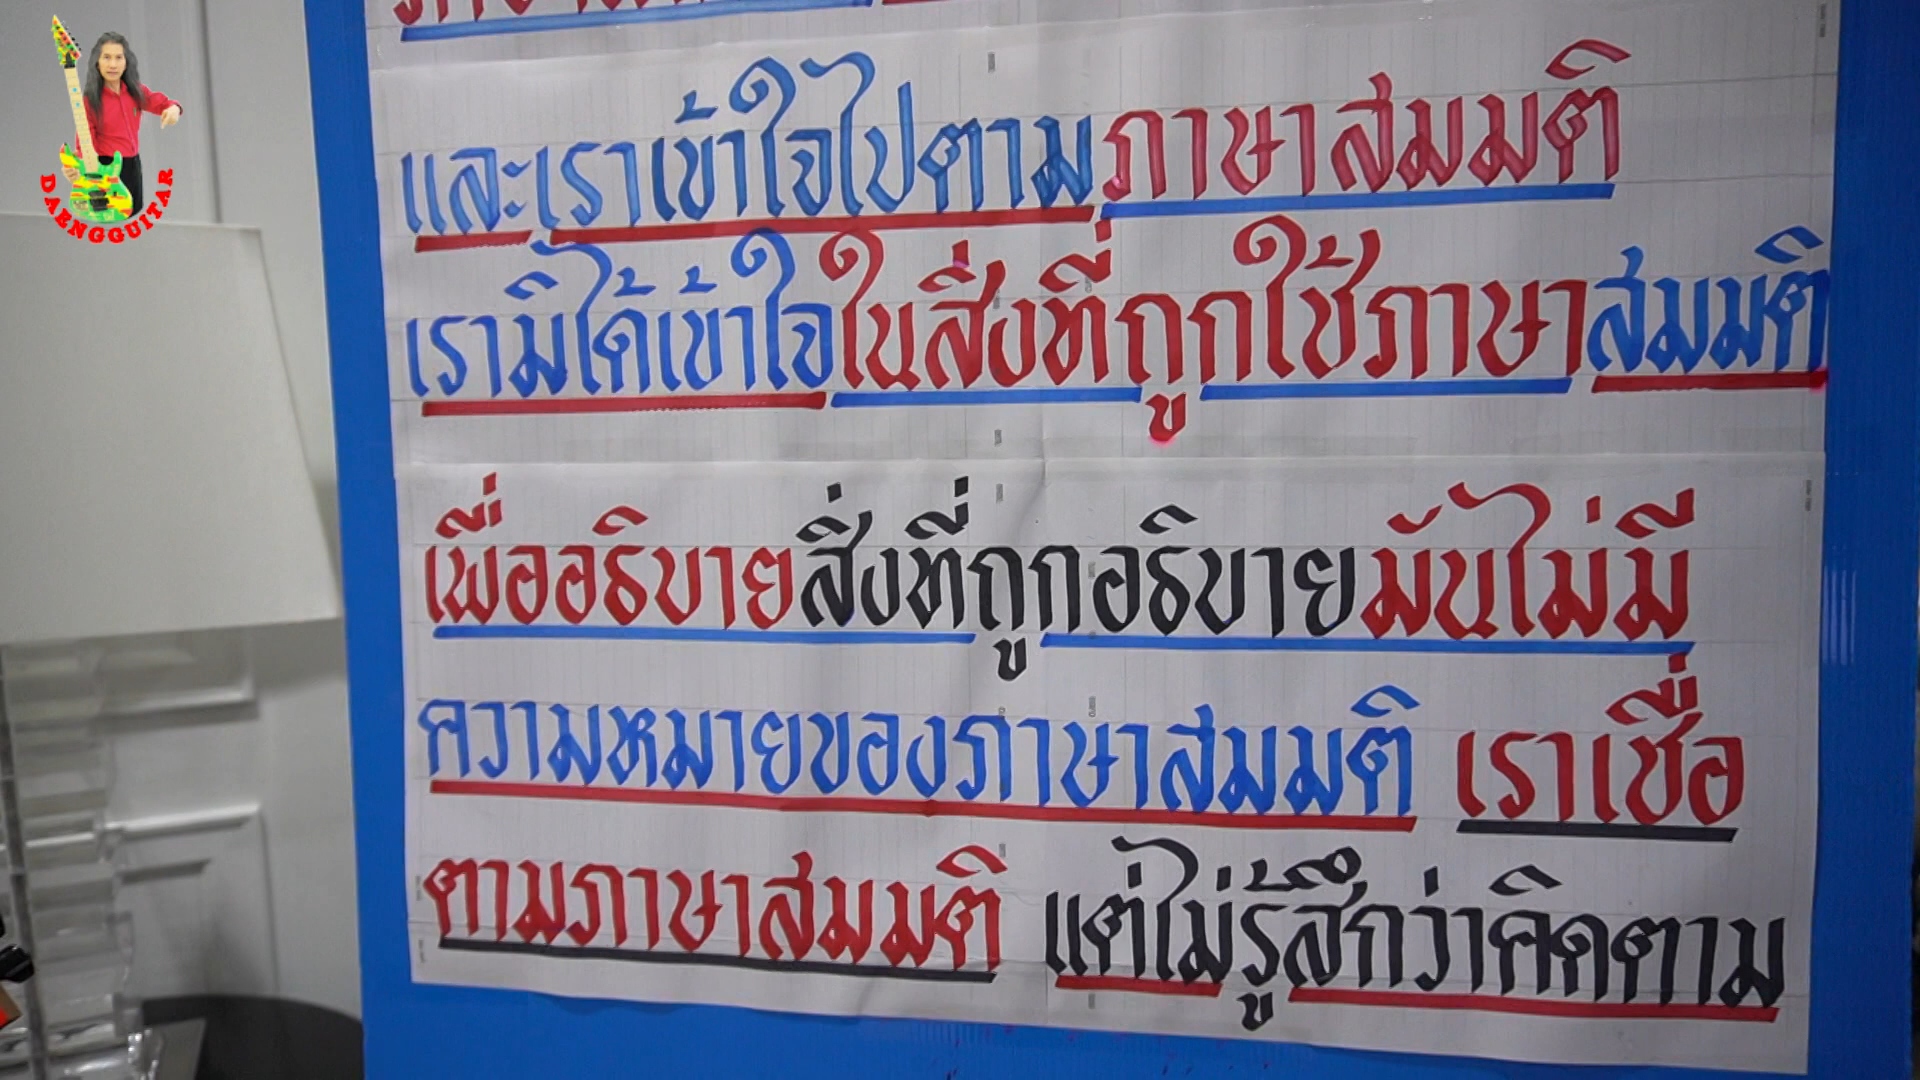 DAENGGUITAR
และเราเข้าใจไปตามภาษาสมมติ
เรามิได้เข้าใจในสิ่งที่ถูกใช้ภาษาสมมติ
เพื่ออธิบายสิ่งที่ถูกอธิบายมันไม่มี
ความหมายของภาษาสมมติ เราเชื่อ
ตามภาษาสมมติ แต่ไม่รู้สึกว่าคิดตาม